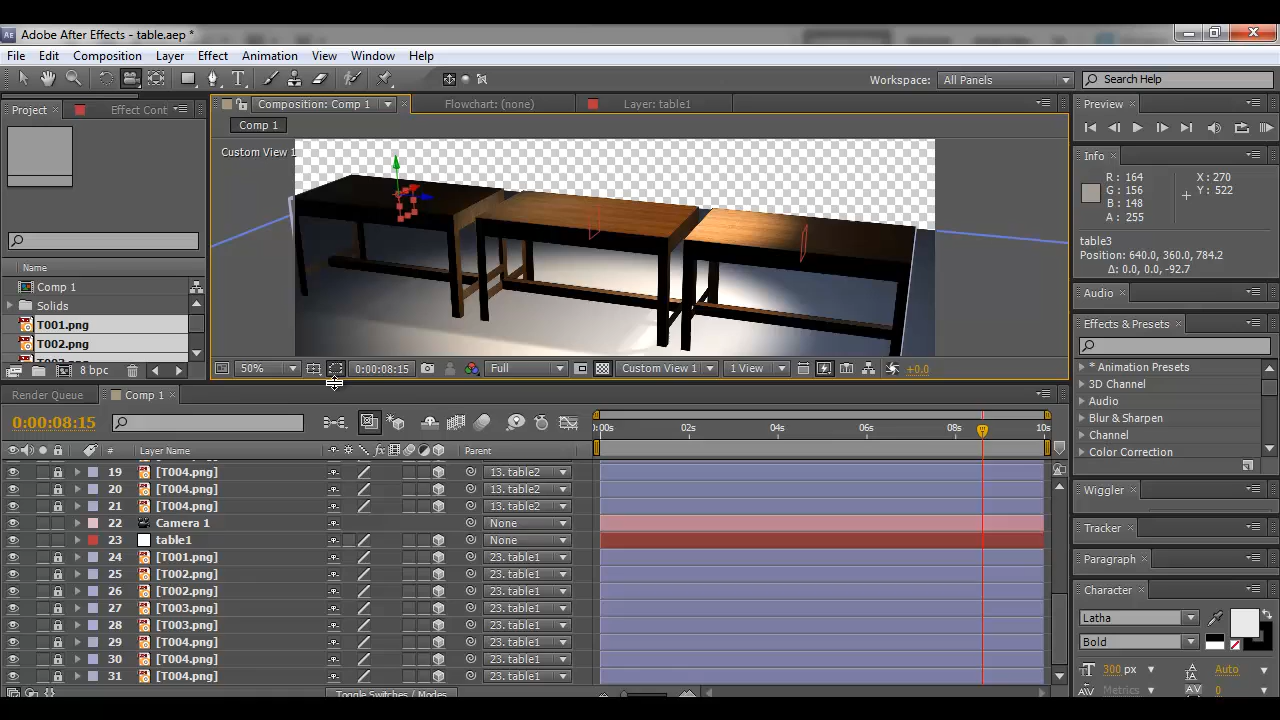 Ae Adobe After Effects - table.aep *
File Edit Composition Layer Effect Animation View Window Help
Workspace: All Panels Search Help
Project Effect Cont Composition: Comp 1 Flowchart: (none) Layer: table1 Preview
Comp 1
Custom View 1
Info
R : 164
G : 156
B : 148
A : 255
X : 270
Y : 522
table3
Position: 640.0, 360.0, 784.2
Δ: 0.0, 0.0, -92.7
Name
Comp 1
Solids
T001.png
T002.png
8 bpc
Audio
Effects & Presets
* Animation Presets
3D Channel
Audio
Blur & Sharpen
Channel
Color Correction
50% 0:00:08:15 Full Custom View 1 1 View +0.0
Render Queue Comp 1
0:00:08:15
:00s 02s 04s 06s 08s 10s
# Layer Name fx Parent
19 [T004.png] 13. table2
20 [T004.png] 13. table2
21 [T004.png] 13. table2
22 Camera 1 None
23 table1 None
24 [T001.png] 23. table1
25 [T002.png] 23. table1
26 [T002.png] 23. table1
27 [T003.png] 23. table1
28 [T003.png] 23. table1
29 [T004.png] 23. table1
30 [T004.png] 23. table1
31 [T004.png] 23. table1
Toggle Switches / Modes
Wiggler
Tracker
Paragraph
Character
Latha
Bold
300 px Auto
Metrics 0